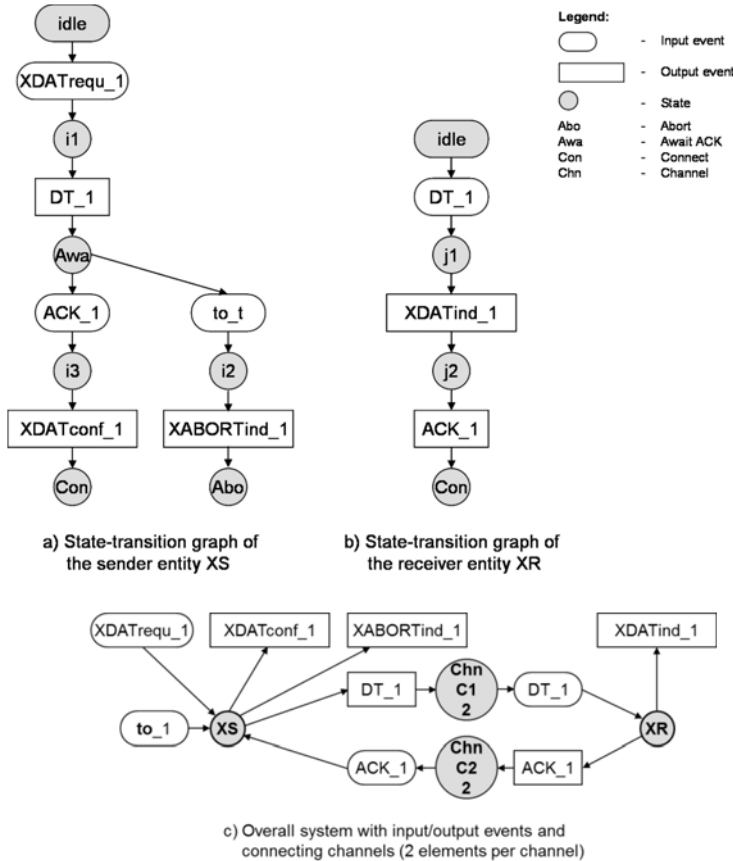 idle
XDATrequ_1
i1
DT_1
Awa
ACK_1
to_t
i3
i2
XDATconf_1
XABORTind_1
Con
Abo
a) State-transition graph of
the sender entity XS
idle
DT_1
j1
XDATind_1
j2
ACK_1
Con
b) State-transition graph of
the receiver entity XR
Legend:
- Input event
- Output event
- State
Abo - Abort
Awa - Await ACK
Con - Connect
Chn - Channel
XDATrequ_1
XDATconf_1
XABORTind_1
XDATind_1
DT_1
Chn
C1
2
DT_1
to_1
XS
XR
ACK_1
Chn
C2
2
ACK_1
c) Overall system with input/output events and
connecting channels (2 elements per channel)